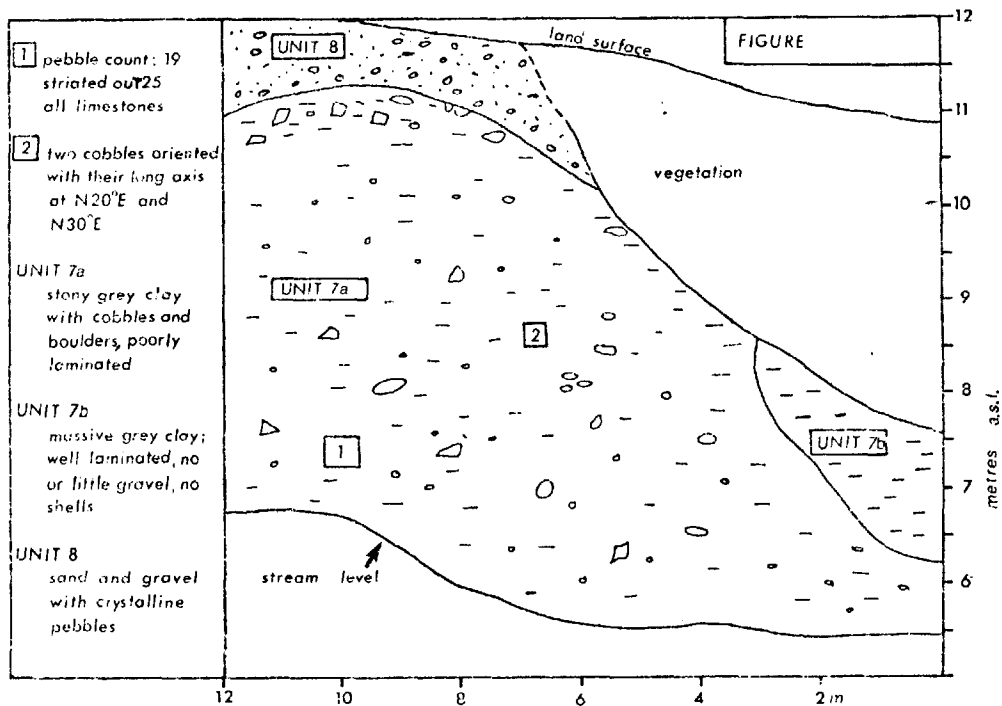 1 pebble count: 19
striated out 25
all limestones
2 two cobbles oriented
with their long axis
at N20°E and
N30°E
UNIT 7a
stony grey clay
with cobbles and
boulders, poorly
laminated
UNIT 7b
massive grey clay;
well laminated, no
or little gravel, no
shells
UNIT 8
sand and gravel
with crystalline
pebbles
UNIT 8
land surface
FIGURE
vegetation
UNIT 7a
2
1
UNIT 7b
stream level
12
11
10
9
8
7
6
metres a.s.l.
12
10
8
6
4
2 m